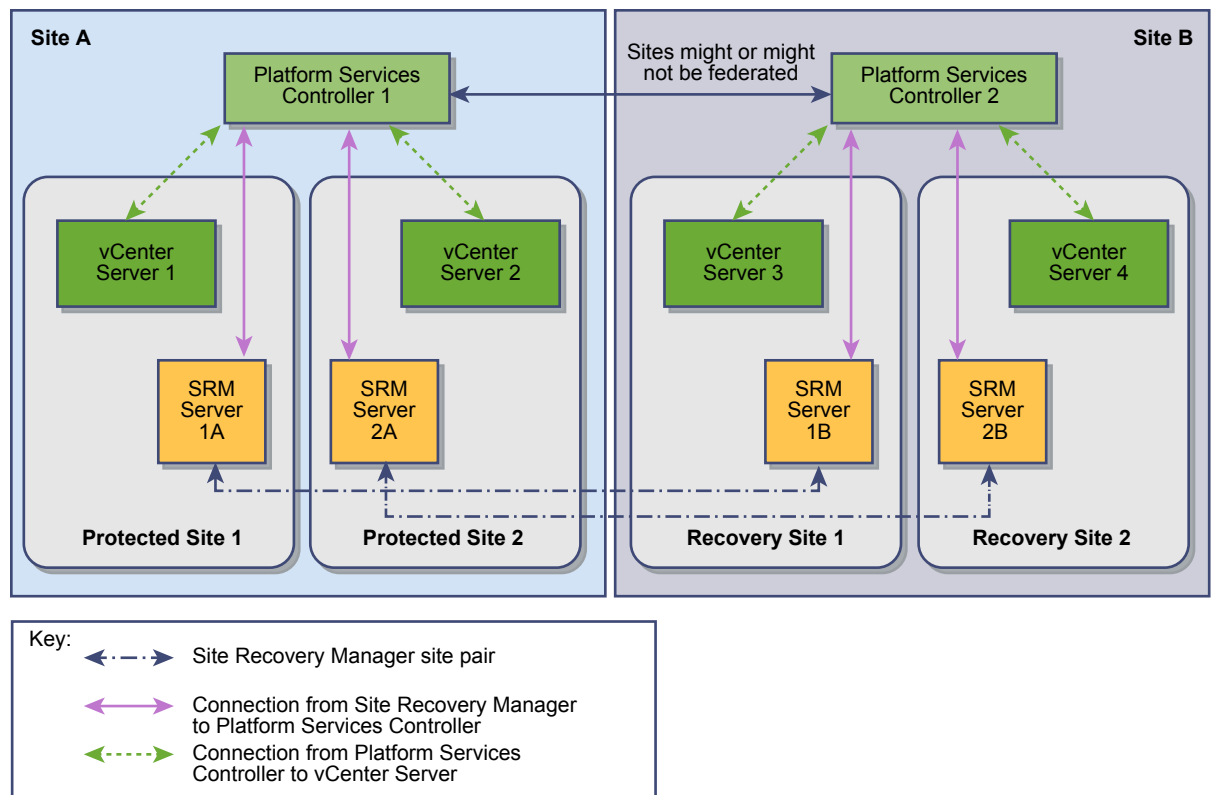 Site A
Site B
Sites might or might
not be federated
Platform Services
Controller 1
Platform Services
Controller 2
vCenter
Server 1
vCenter
Server 2
vCenter
Server 3
vCenter
Server 4
SRM
Server
1A
SRM
Server
2A
SRM
Server
1B
SRM
Server
2B
Protected Site 1
Protected Site 2
Recovery Site 1
Recovery Site 2
Key:
Site Recovery Manager site pair
Connection from Site Recovery Manager
to Platform Services Controller
Connection from Platform Services
Controller to vCenter Server